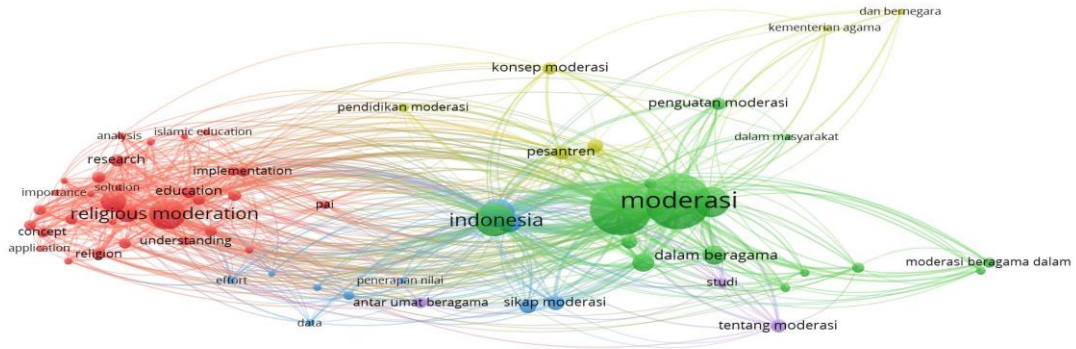 dan bernegara
kementerian agama
konsep moderasi
pendidikan moderasi
penguatan moderasi
analysis
islamic education
dalam masyarakat
research
pesantren
implementation
importance
solution
education
pai
moderasi
religious moderation
indonesia
concept
understanding
application
religion
dalam beragama
moderasi beragama dalam
effort
penerapan nilai
studi
antar umat beragama
sikap moderasi
data
tentang moderasi